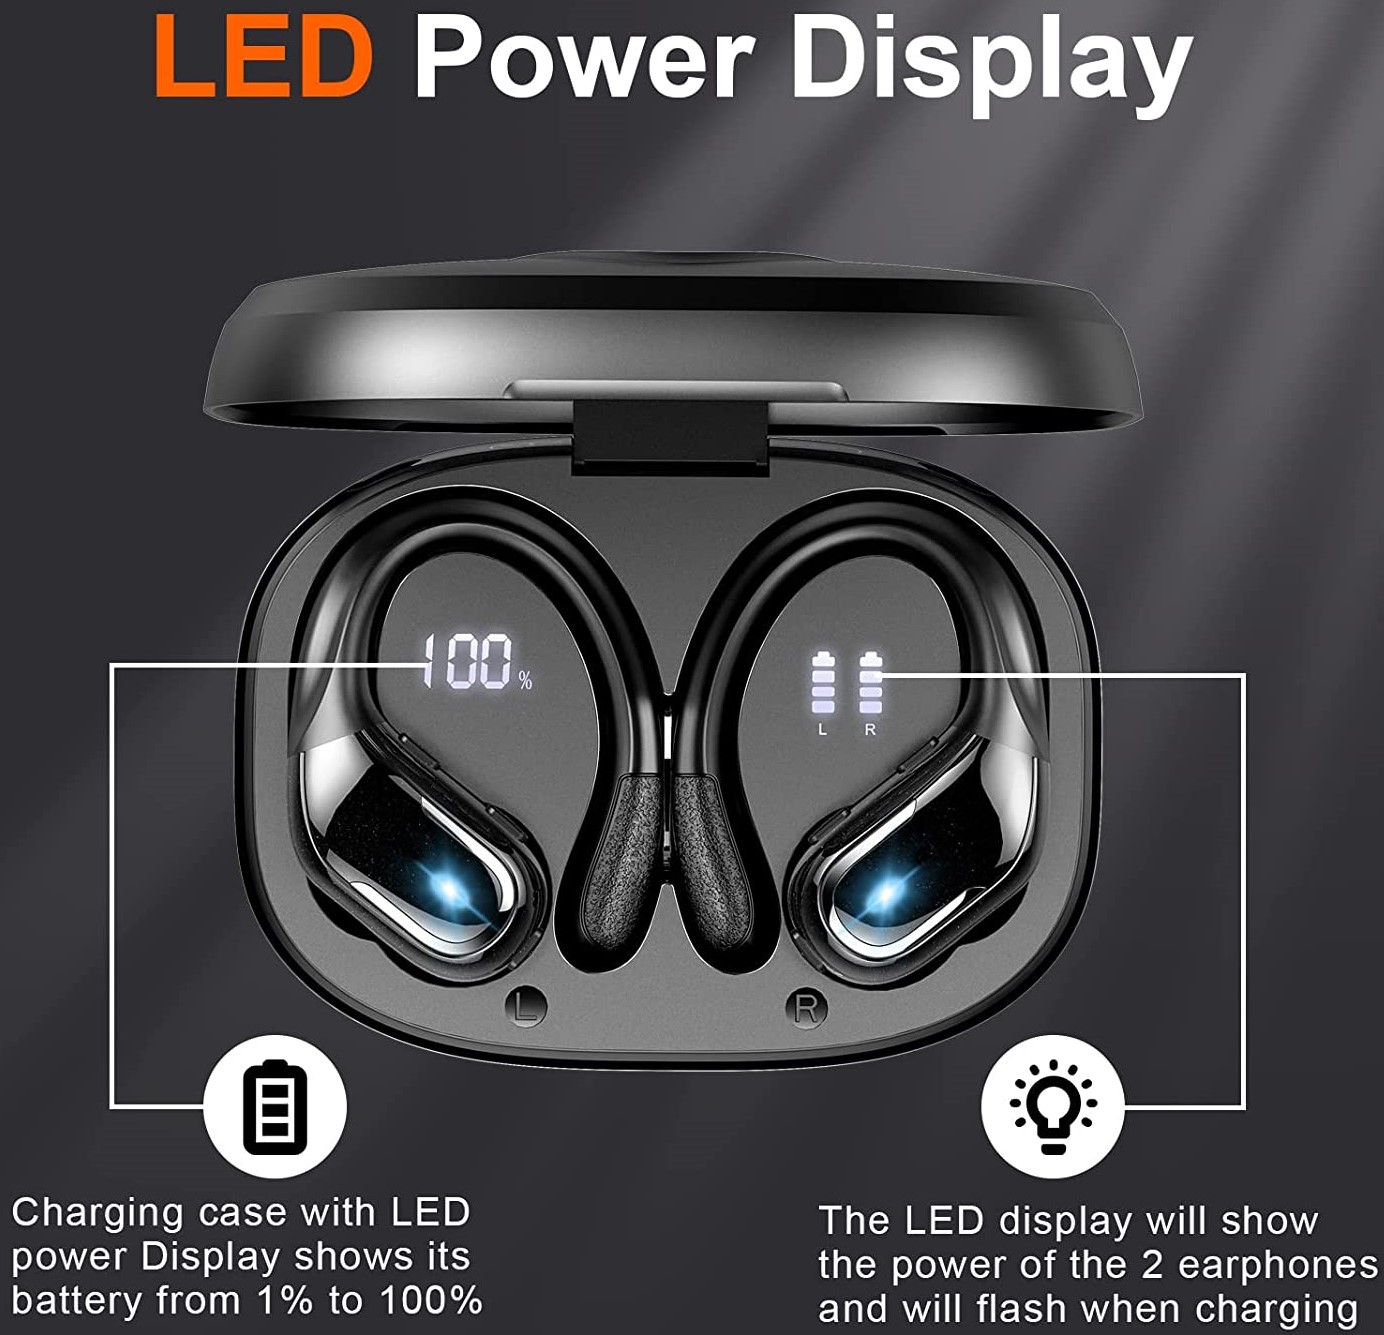 LED Power Display
100%
L R
L R
Charging case with LED
power Display shows its
battery from 1% to 100%
The LED display will show
the power of the 2 earphones
and will flash when charging